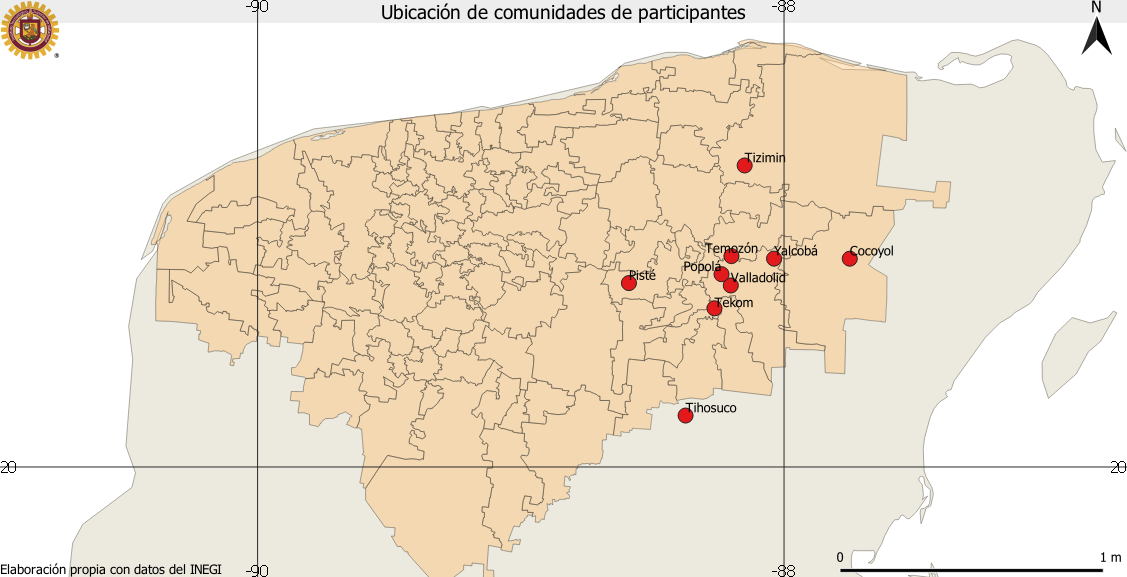 Ubicación de comunidades de participantes
-90
-88
N
®
Tizimin
Temozón
Yalcobá
Cocoyol
Popolá
Pisté
Valladolid
Tekom
Tihosuco
20
20
0
1 m
Elaboración propia con datos del INEGI
-90
-88